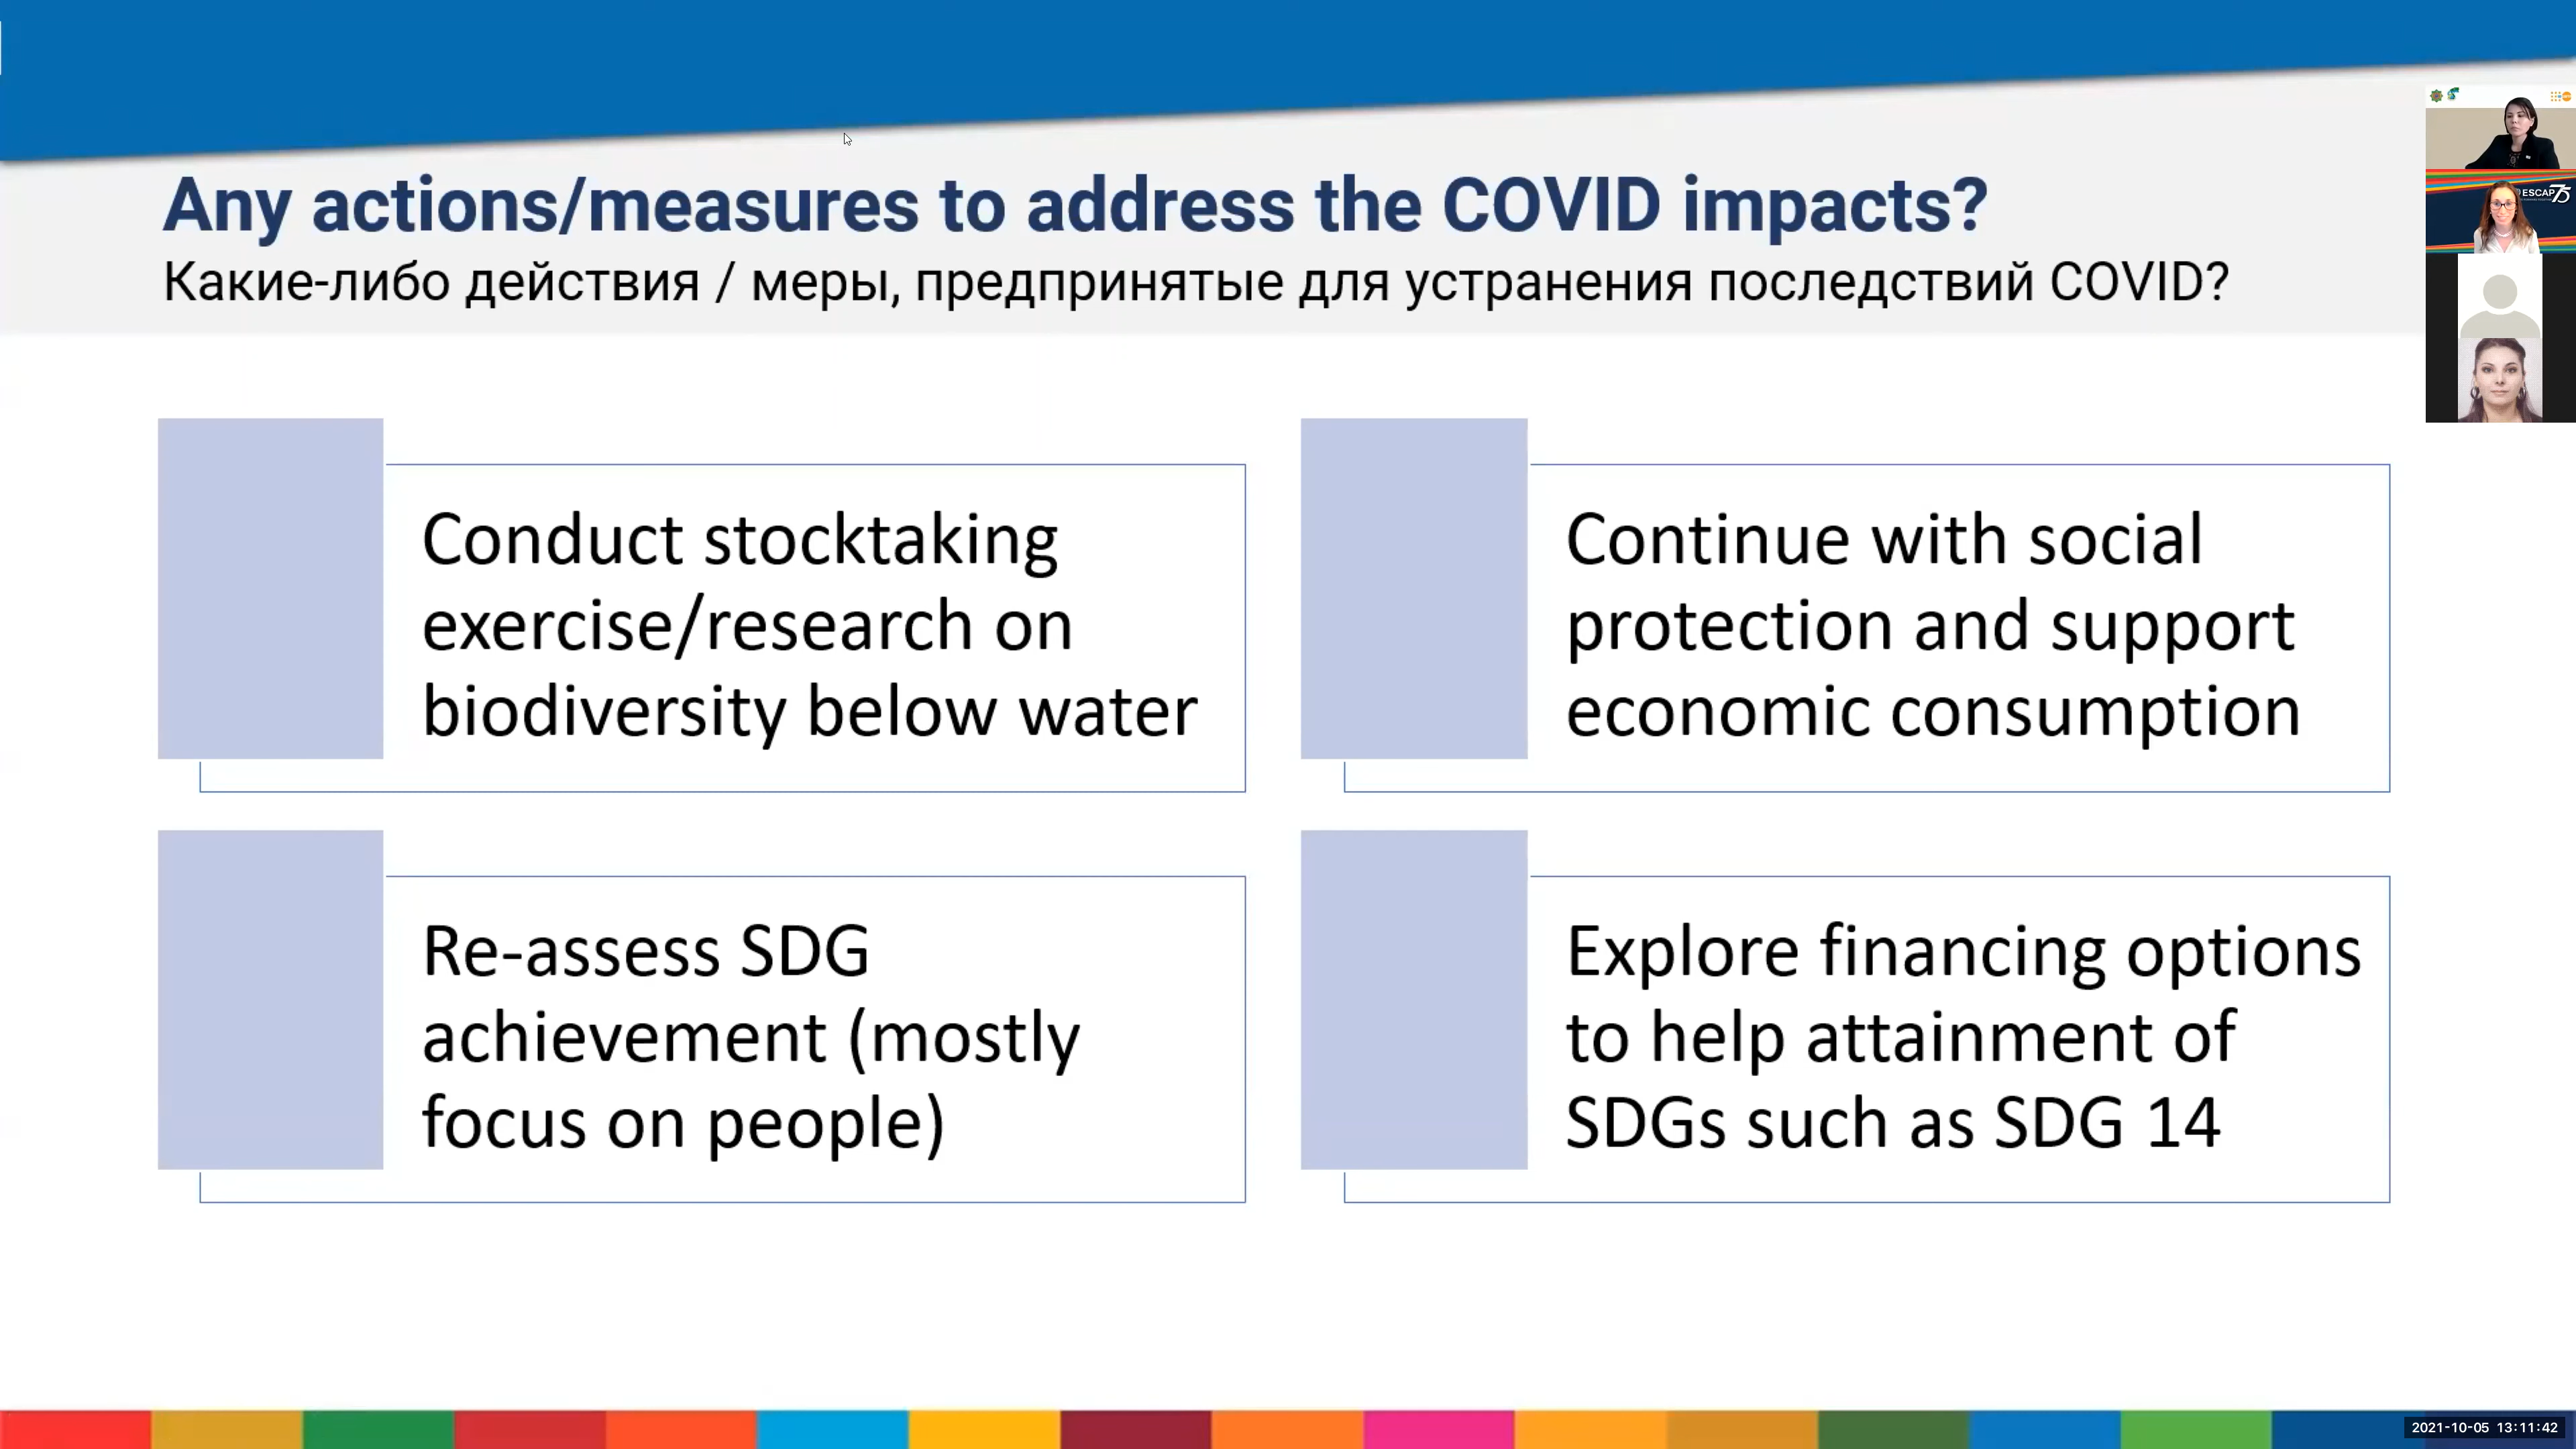 Any actions/measures to address the COVID impacts?
Какие-либо действия / меры, предпринятые для устранения последствий COVID?
ESCAP 75
Conduct stocktaking
exercise/research on
biodiversity below water
Continue with social
protection and support
economic consumption
Re-assess SDG
achievement (mostly
focus on people)
Explore financing options
to help attainment of
SDGs such as SDG 14
2021-10-05 13:11:42